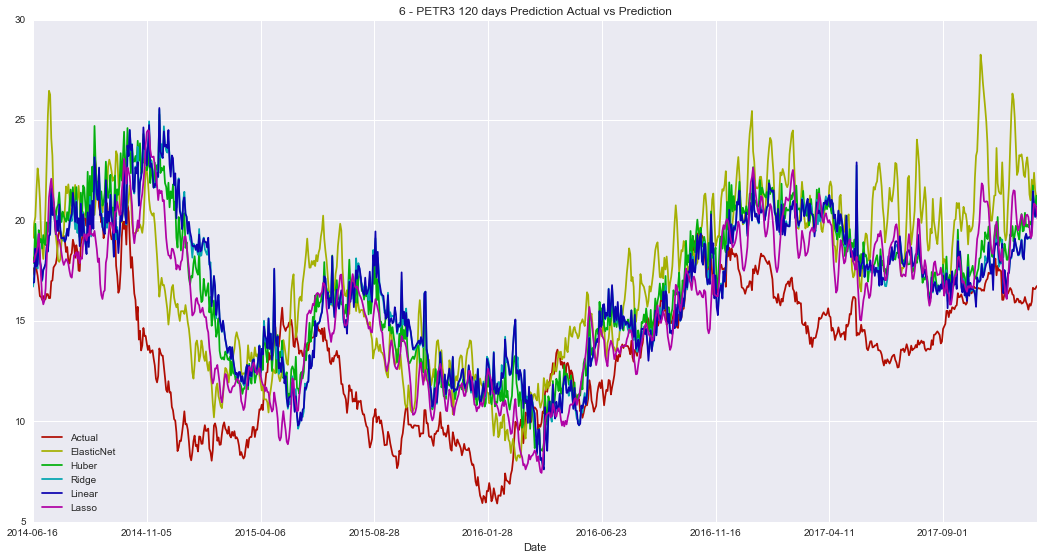 6 - PETR3 120 days Prediction Actual vs Prediction
30
25
20
15
10
5
Actual
ElasticNet
Huber
Ridge
Linear
Lasso
2014-06-16 2014-11-05 2015-04-06 2015-08-28 2016-01-28 2016-06-23 2016-11-16 2017-04-11 2017-09-01
Date